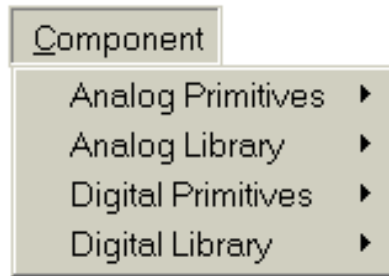 Component
Analog Primitives
Analog Library
Digital Primitives
Digital Library